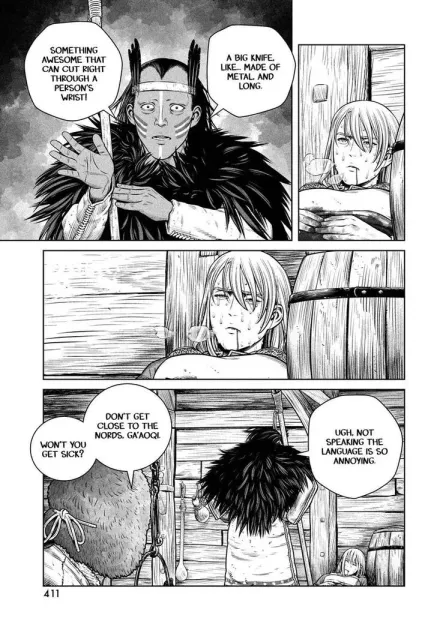 A BIG KNIFE,
LIKE... MADE OF
METAL, AND
LONG.
SOMETHING
AWESOME THAT
CAN CUT RIGHT
THROUGH A
PERSON'S
WRIST!
UGH, NOT
SPEAKING THE
LANGUAGE IS SO
ANNOYING.
DON'T GET
CLOSE TO THE
NORDS, GA'AOQI.
WON'T YOU
GET SICK?
411